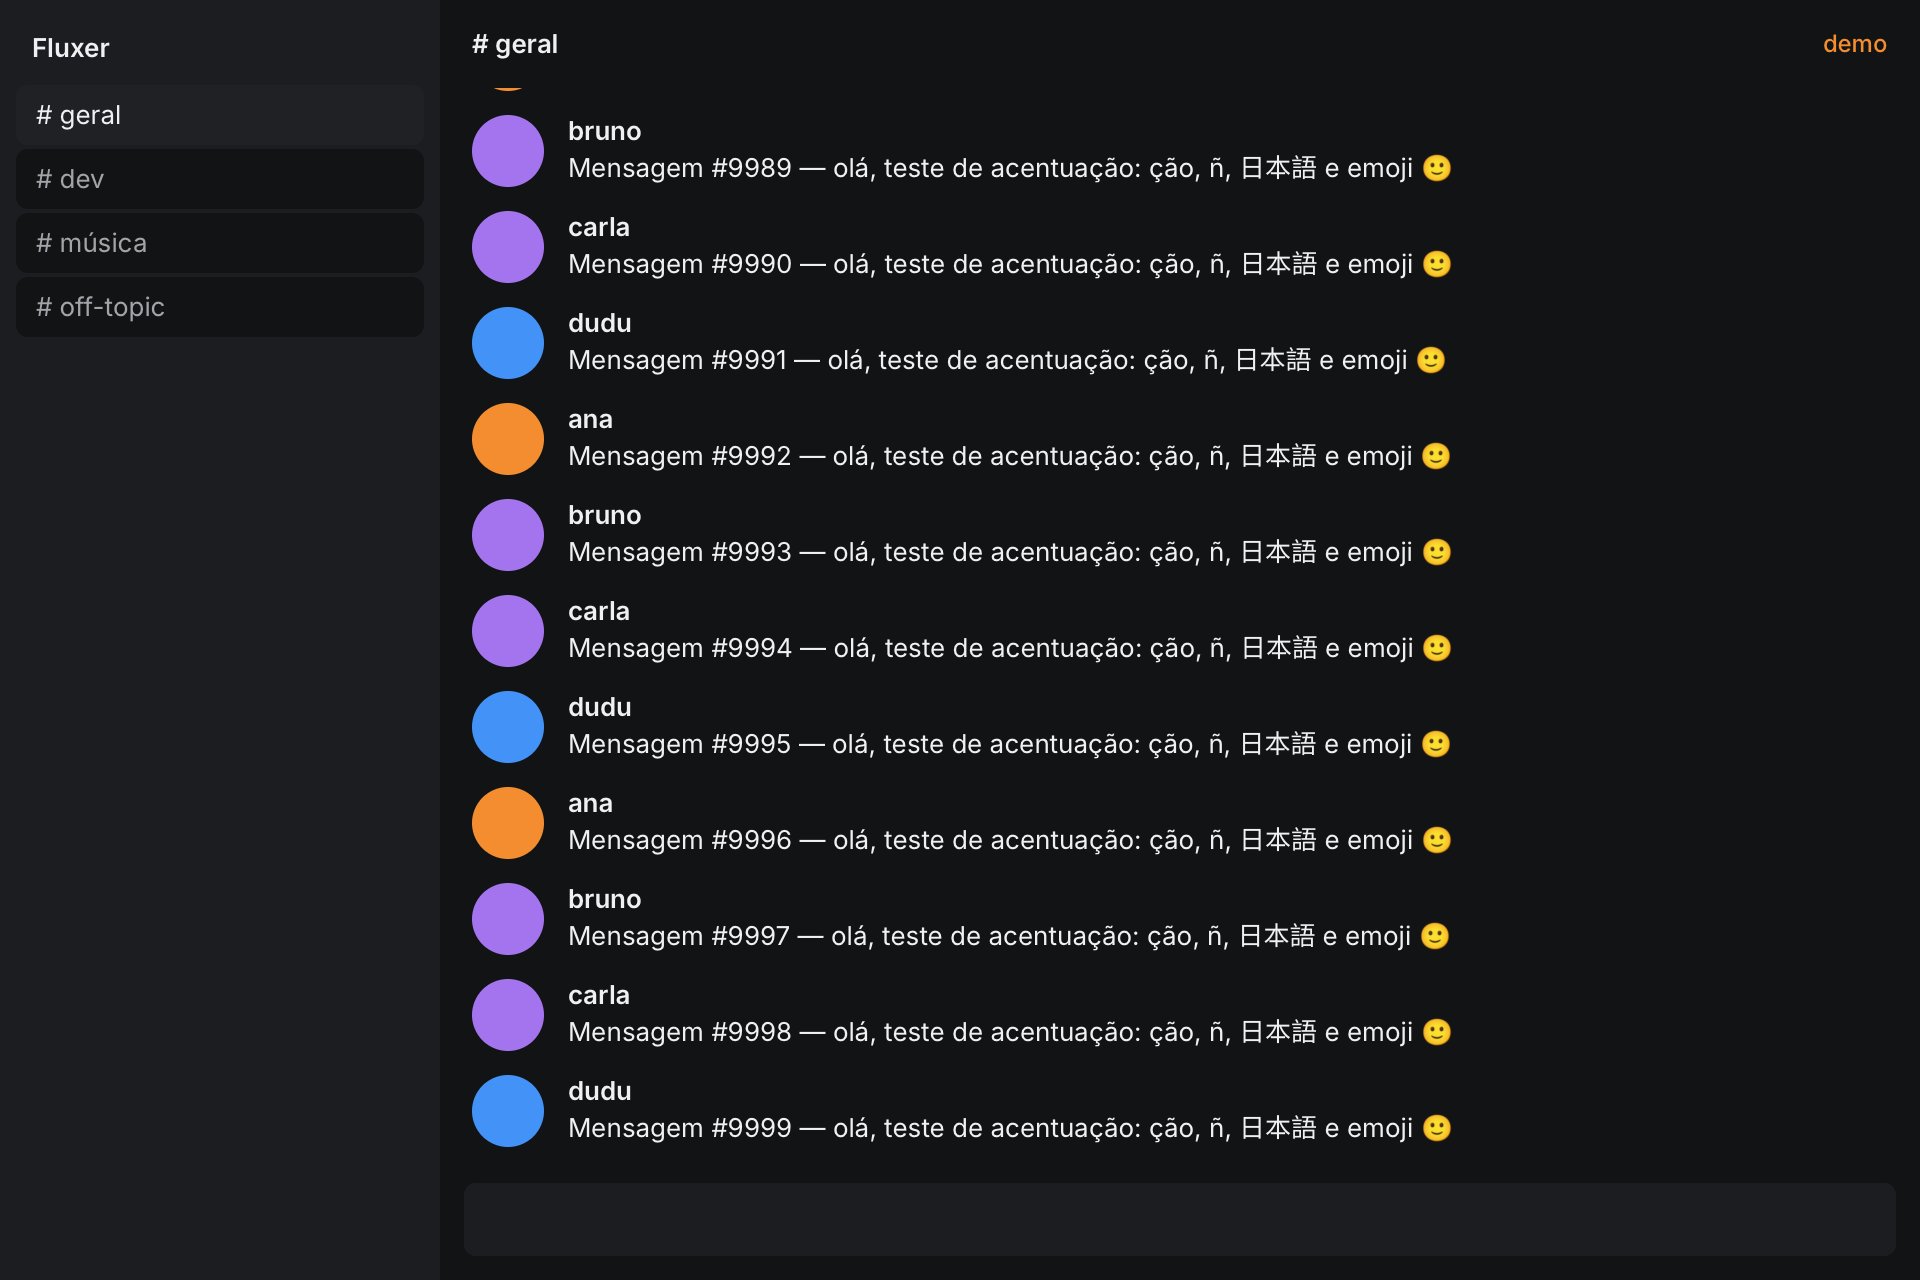 Fluxer
# geral
# dev
# música
# off-topic
# geral
demo
bruno
Mensagem #9989 — olá, teste de acentuação: ção, ñ, 日本語 e emoji 🙂
carla
Mensagem #9990 — olá, teste de acentuação: ção, ñ, 日本語 e emoji 🙂
dudu
Mensagem #9991 — olá, teste de acentuação: ção, ñ, 日本語 e emoji 🙂
ana
Mensagem #9992 — olá, teste de acentuação: ção, ñ, 日本語 e emoji 🙂
bruno
Mensagem #9993 — olá, teste de acentuação: ção, ñ, 日本語 e emoji 🙂
carla
Mensagem #9994 — olá, teste de acentuação: ção, ñ, 日本語 e emoji 🙂
dudu
Mensagem #9995 — olá, teste de acentuação: ção, ñ, 日本語 e emoji 🙂
ana
Mensagem #9996 — olá, teste de acentuação: ção, ñ, 日本語 e emoji 🙂
bruno
Mensagem #9997 — olá, teste de acentuação: ção, ñ, 日本語 e emoji 🙂
carla
Mensagem #9998 — olá, teste de acentuação: ção, ñ, 日本語 e emoji 🙂
dudu
Mensagem #9999 — olá, teste de acentuação: ção, ñ, 日本語 e emoji 🙂